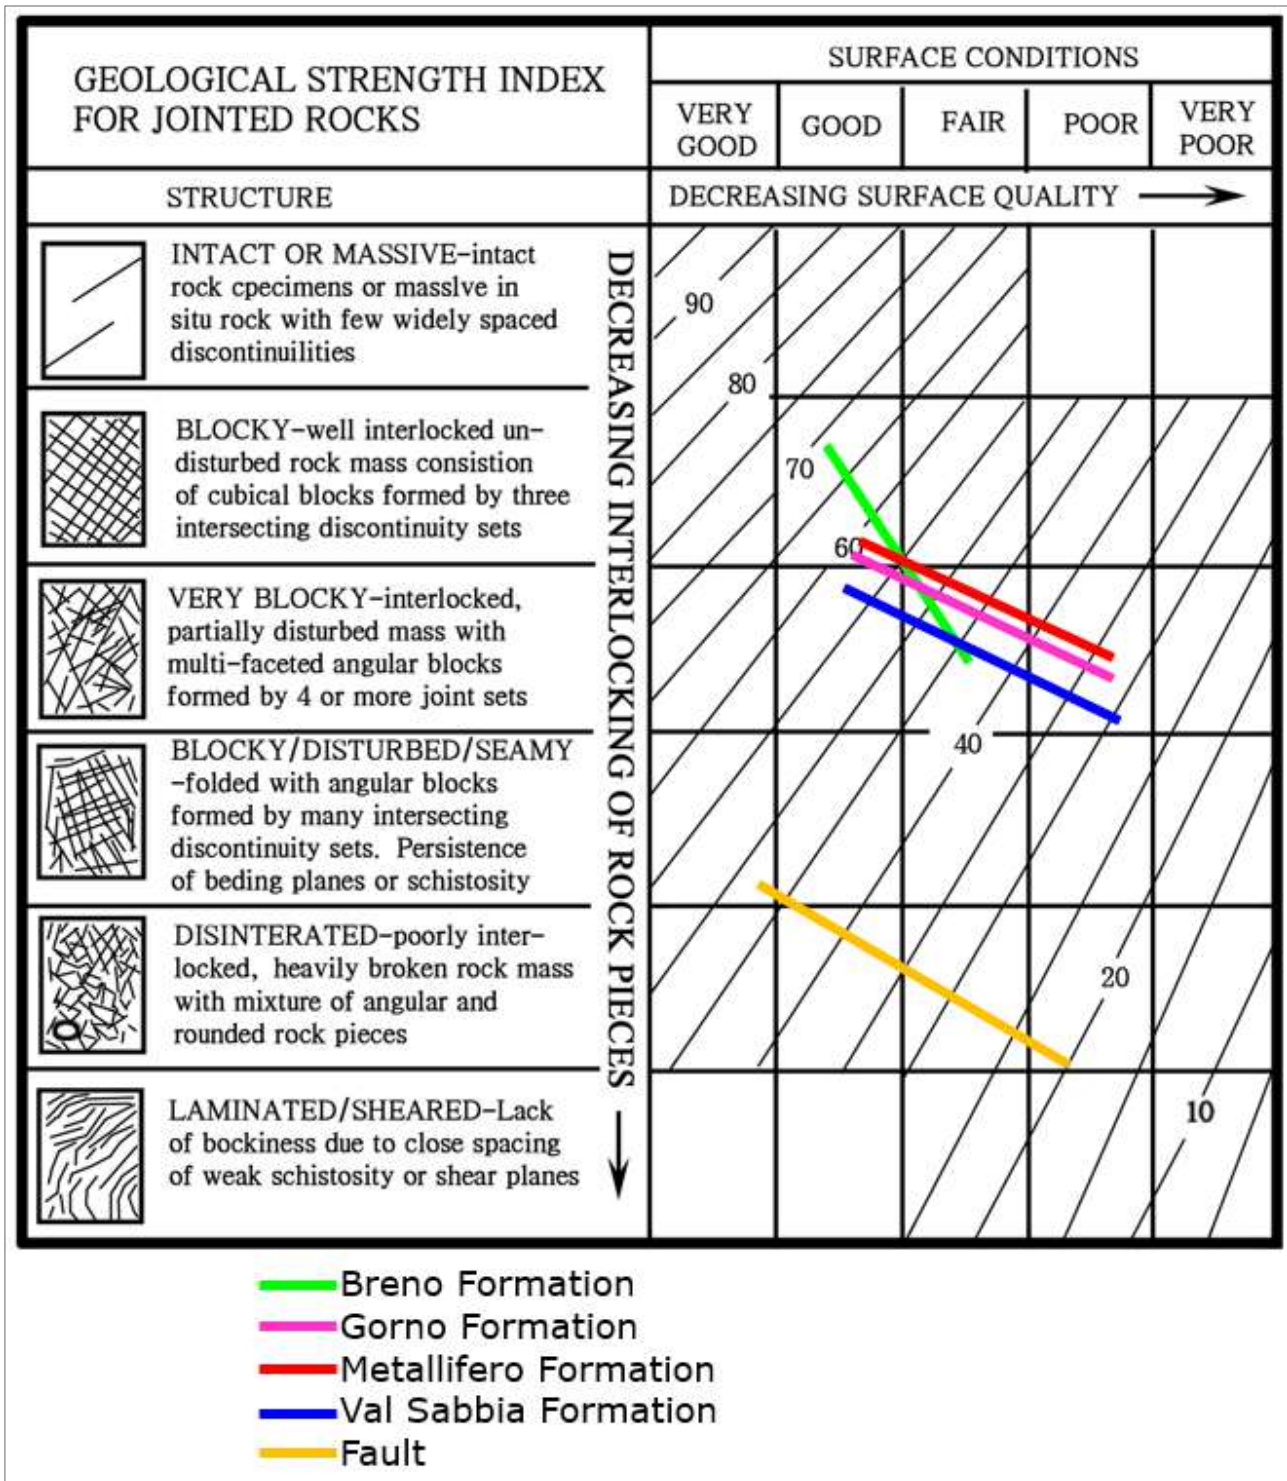 GEOLOGICAL STRENGTH INDEX
FOR JOINTED ROCKS
SURFACE CONDITIONS
VERY
GOOD
GOOD
FAIR
POOR
VERY
POOR
STRUCTURE
DECREASING SURFACE QUALITY
INTACT OR MASSIVE-intact
rock cpecimens or masslve in
situ rock with few widely spaced
discontinuilities
BLOCKY-well interlocked un-
disturbed rock mass consistion
of cubical blocks formed by three
intersecting discontinuity sets
VERY BLOCKY-interlocked,
partially disturbed mass with
multi-faceted angular blocks
formed by 4 or more joint sets
BLOCKY/DISTURBED/SEAMY
-folded with angular blocks
formed by many intersecting
discontinuity sets. Persistence
of beding planes or schistosity
DISINTERATED-poorly inter-
locked, heavily broken rock mass
with mixture of angular and
rounded rock pieces
LAMINATED/SHEARED-Lack
of bockiness due to close spacing
of weak schistosity or shear planes
DECREASING INTERLOCKING OF ROCK PIECES
90
80
70
60
40
20
10
Breno Formation
Gorno Formation
Metallifero Formation
Val Sabbia Formation
Fault